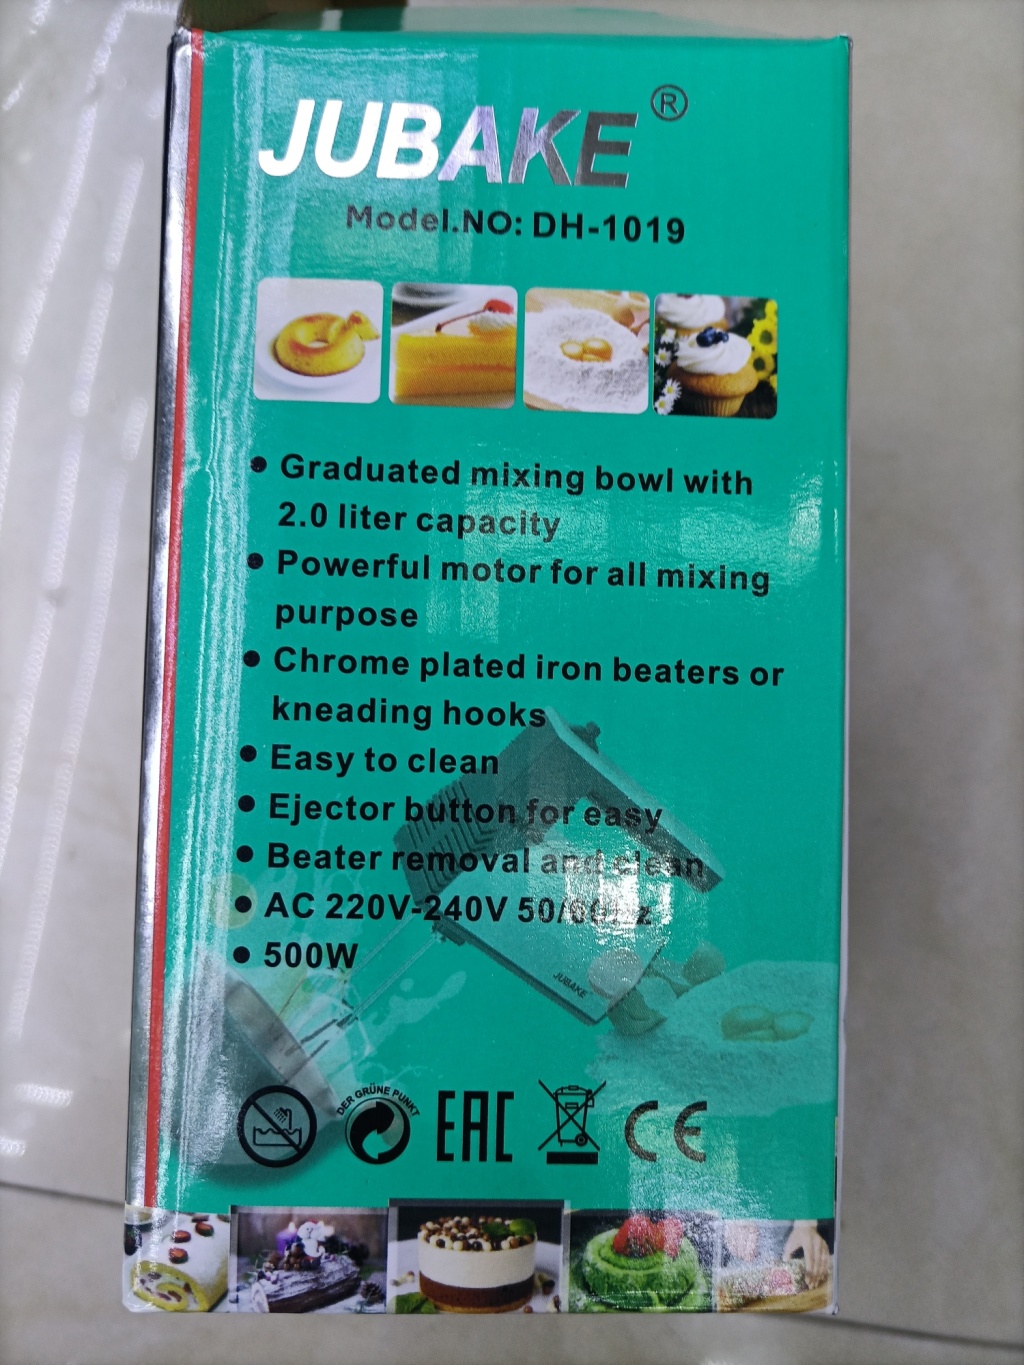 JUBAKE®
Model.NO: DH-1019
• Graduated mixing bowl with
2.0 liter capacity
• Powerful motor for all mixing
purpose
• Chrome plated iron beaters or
kneading hooks
• Easy to clean
• Ejector button for easy
• Beater removal and clean
• AC 220V-240V 50/60Hz
• 500W
JUBAKE
DER GRÜNE PUNKT
EAC
CE